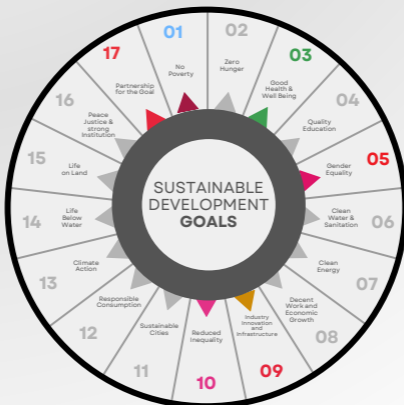 SUSTAINABLE
DEVELOPMENT
GOALS
01
No
Poverty
02
Zero
Hunger
03
Good
Health &
Well Being
04
Quality
Education
05
Gender
Equality
06
Clean
Water &
Sanitation
07
Clean
Energy
08
Decent
Work and
Economic
Growth
09
Industry
Innovation
and
Infrastructure
10
Reduced
Inequality
11
Sustainable
Cities
12
Responsible
Consumption
13
Climate
Action
14
Life
Below
Water
15
Life
on Land
16
Peace
Justice &
strong
Institution
17
Partnership
for the Goal